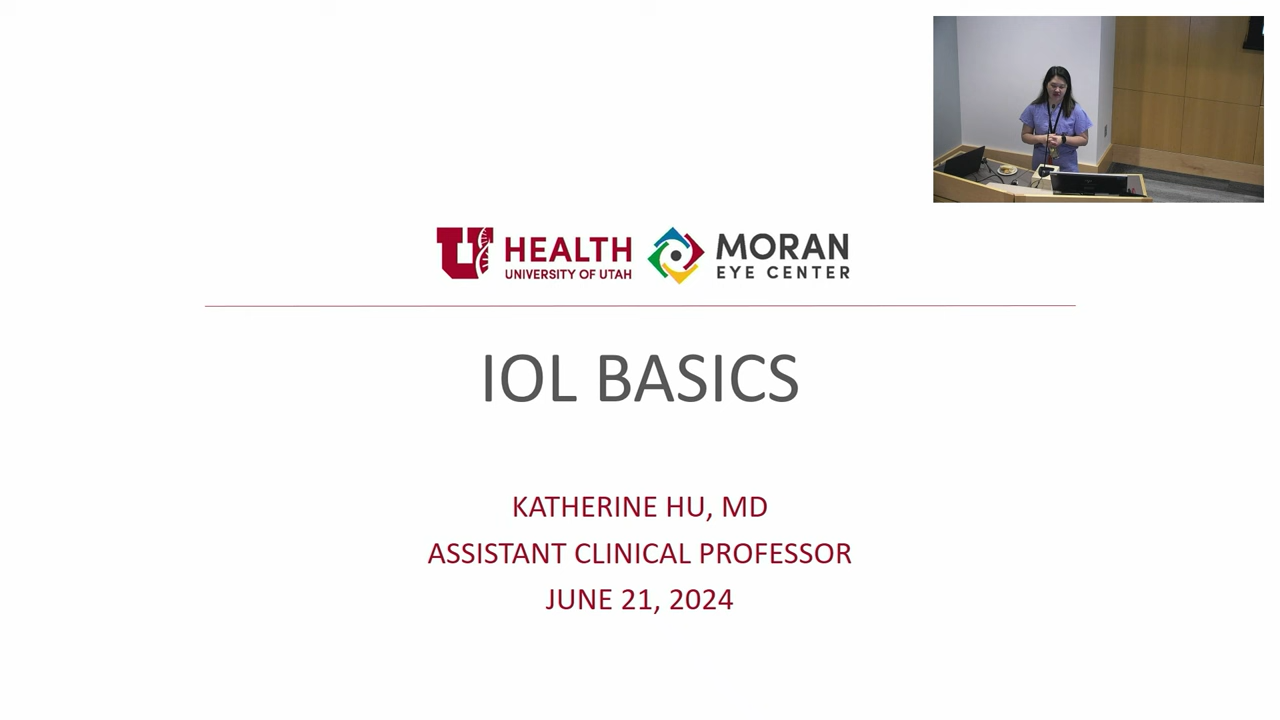 HEALTH
UNIVERSITY OF UTAH
MORAN
EYE CENTER
IOL BASICS
KATHERINE HU, MD
ASSISTANT CLINICAL PROFESSOR
JUNE 21, 2024